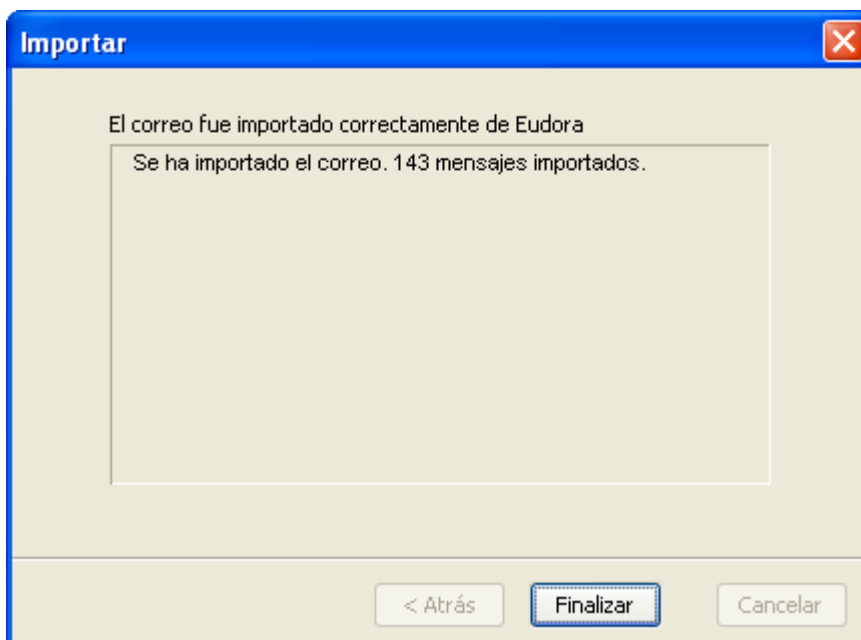 Importar
El correo fue importado correctamente de Eudora
Se ha importado el correo. 143 mensajes importados.
< Atrás
Finalizar
Cancelar